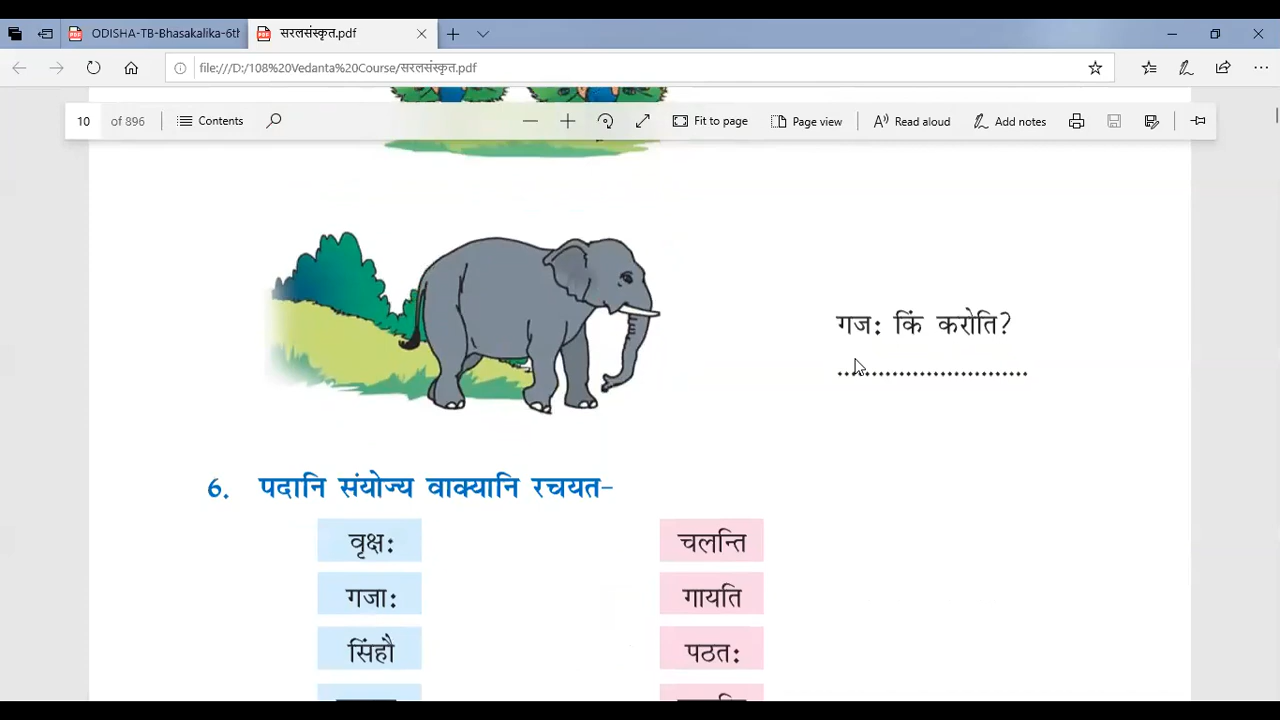 ODISHA-TB-Bhasakalika-6th
सरलसंस्कृत.pdf
file:///D:/108%20Vedanta%20Course/सरलसंस्कृत.pdf
10 of 896 Contents Fit to page Page view Read aloud Add notes
गजः किं करोति?
..............................
6. पदानि संयोज्य वाक्यानि रचयत-
वृक्षः चलन्ति
गजाः गायति
सिंहौ पठतः